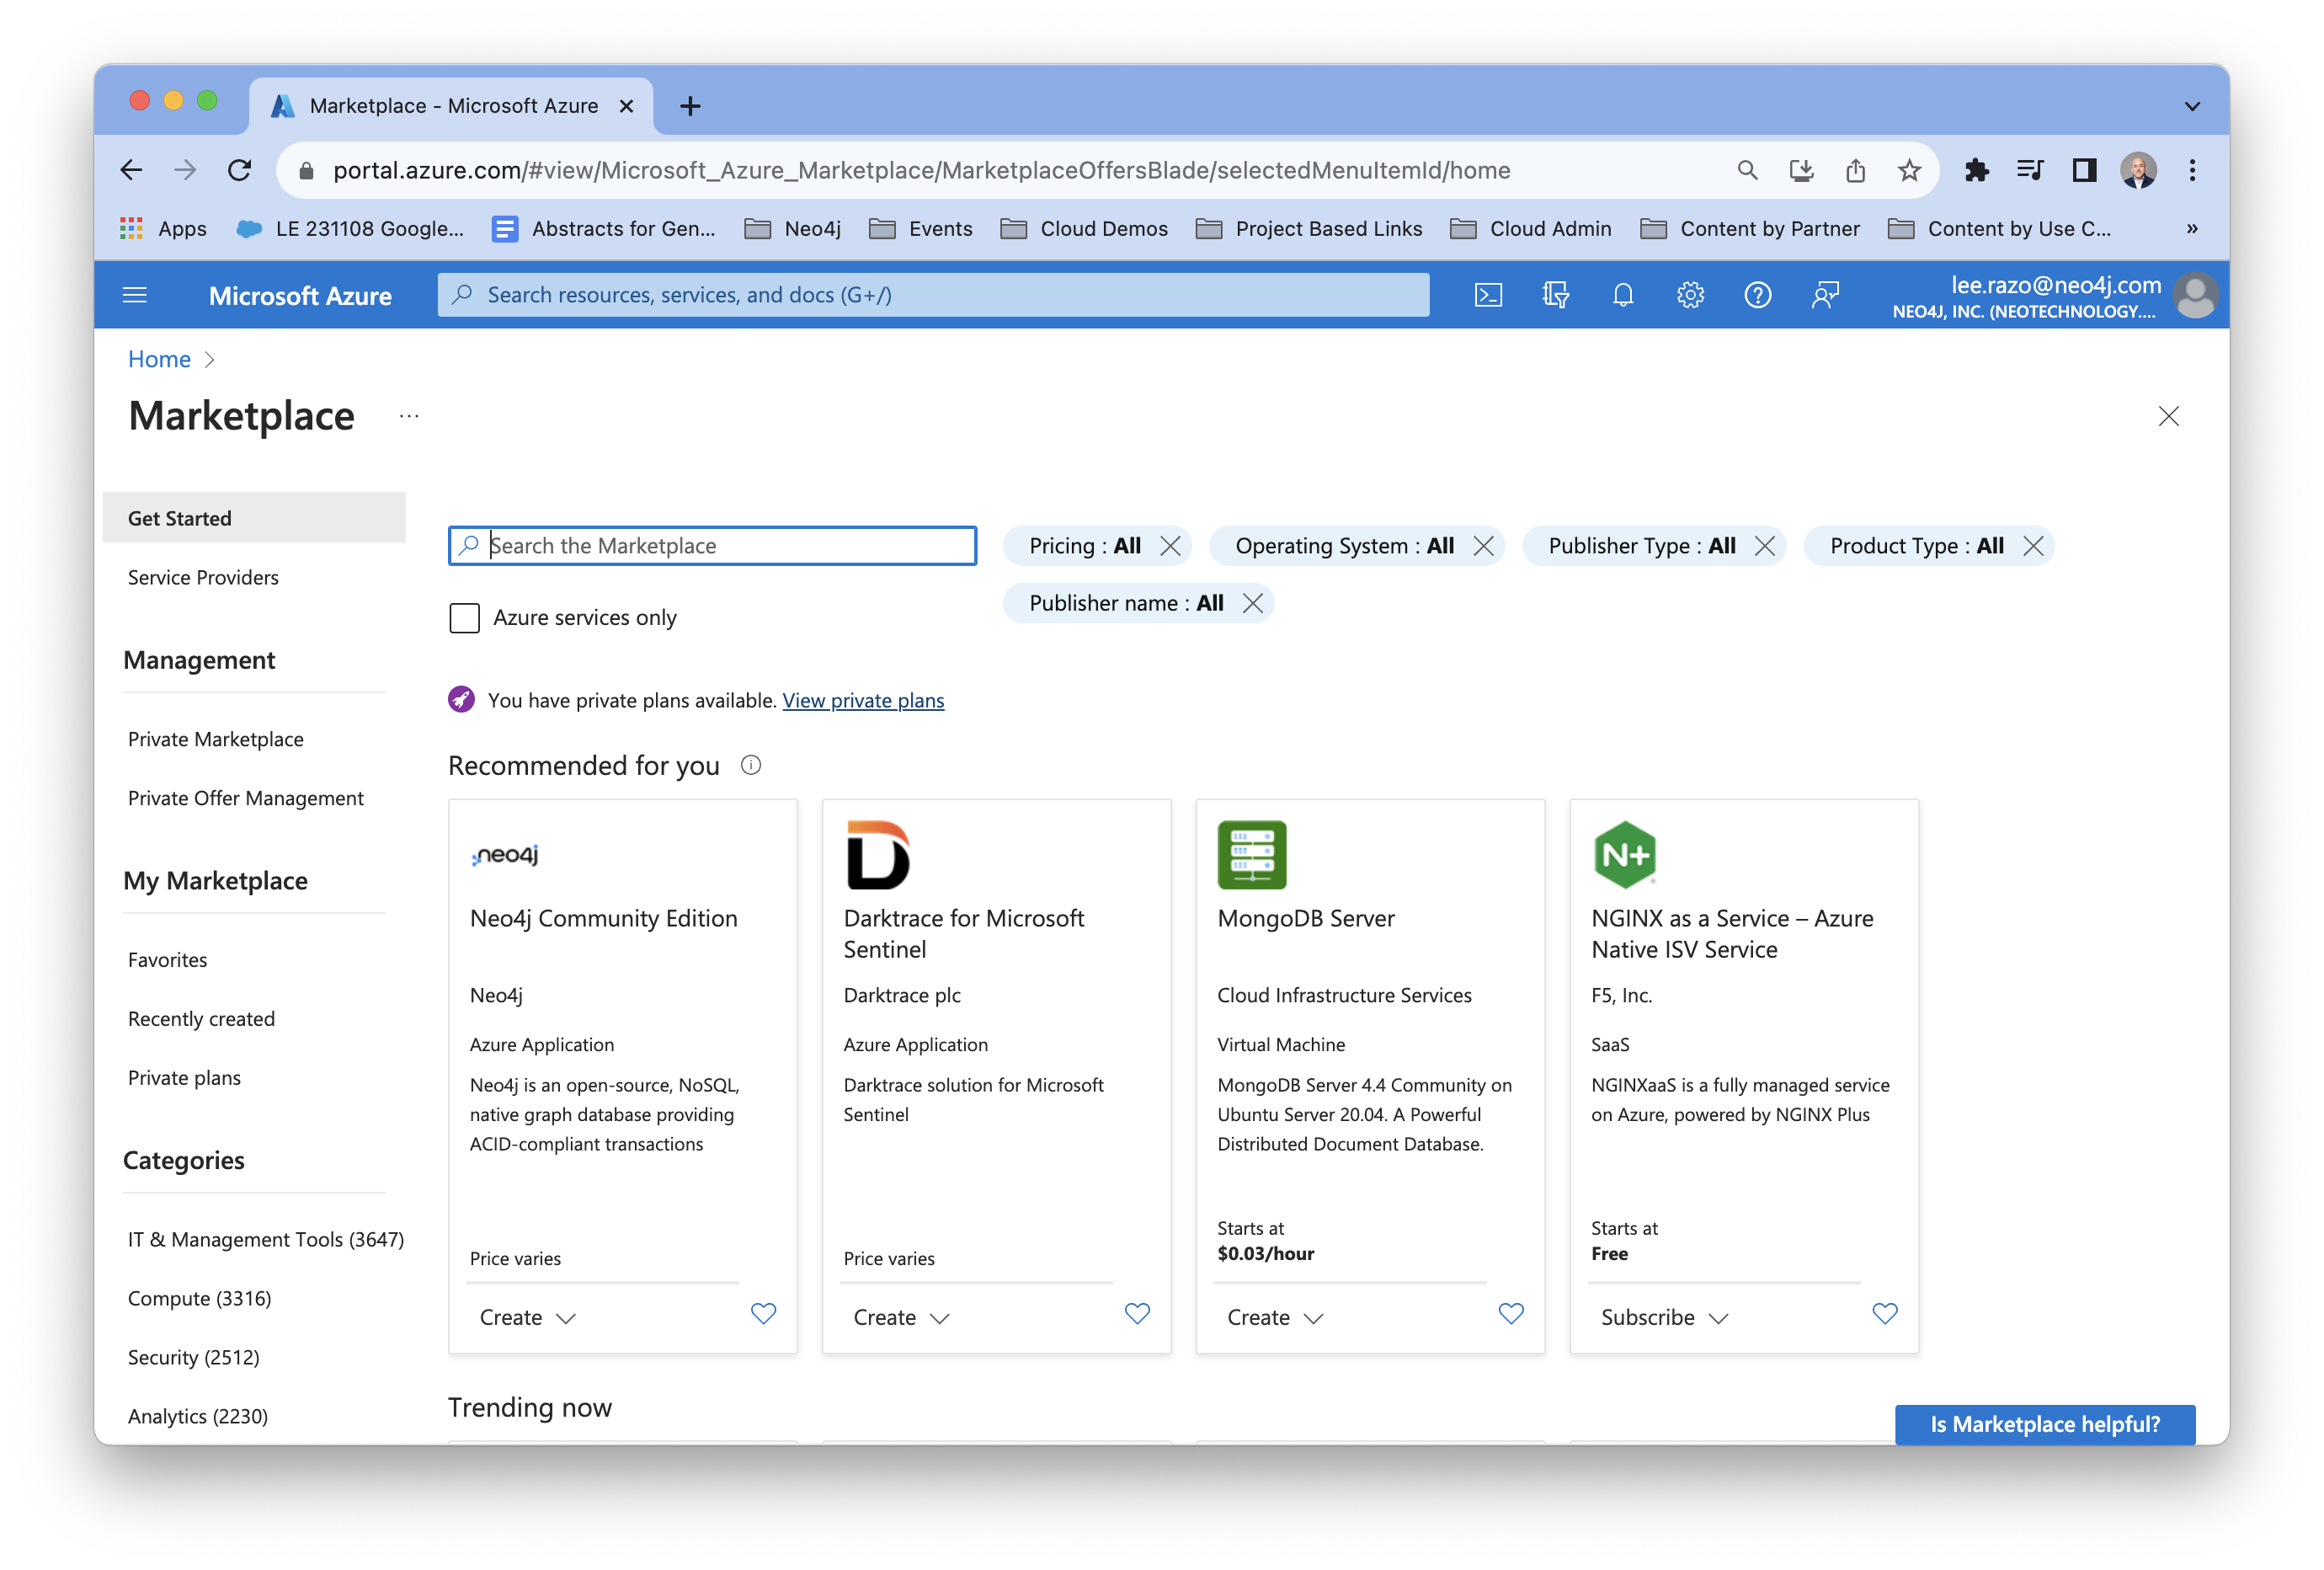 Marketplace - Microsoft Azure
portal.azure.com/#view/Microsoft_Azure_Marketplace/MarketplaceOffersBlade/selectedMenuItemId/home
Apps
LE 231108 Google...
Abstracts for Gen...
Neo4j
Events
Cloud Demos
Project Based Links
Cloud Admin
Content by Partner
Content by Use C...
»
Microsoft Azure
Search resources, services, and docs (G+/)
lee.razo@neo4j.com
NEO4J, INC. (NEOTECHNOLOGY....
Home
Marketplace
...
Get Started
Service Providers
Management
Private Marketplace
Private Offer Management
My Marketplace
Favorites
Recently created
Private plans
Categories
IT & Management Tools (3647)
Compute (3316)
Security (2512)
Analytics (2230)
Search the Marketplace
Pricing : All
Operating System : All
Publisher Type : All
Product Type : All
Publisher name : All
Azure services only
You have private plans available. View private plans
Recommended for you
neo4j
Neo4j Community Edition
Neo4j
Azure Application
Neo4j is an open-source, NoSQL,
native graph database providing
ACID-compliant transactions
Price varies
Create
D
Darktrace for Microsoft
Sentinel
Darktrace plc
Azure Application
Darktrace solution for Microsoft
Sentinel
Price varies
Create
MongoDB Server
Cloud Infrastructure Services
Virtual Machine
MongoDB Server 4.4 Community on
Ubuntu Server 20.04. A Powerful
Distributed Document Database.
Starts at
$0.03/hour
Create
N+
NGINX as a Service – Azure
Native ISV Service
F5, Inc.
SaaS
NGINXaaS is a fully managed service
on Azure, powered by NGINX Plus
Starts at
Free
Subscribe
Trending now
Is Marketplace helpful?